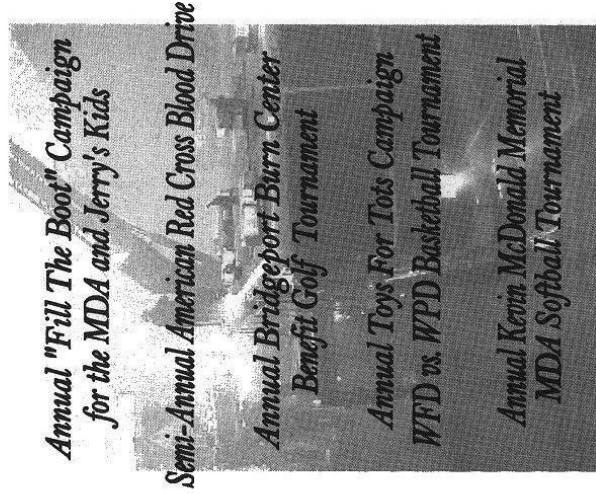 Annual "Fill The Boot" Campaign
for the MDA and Jerry's Kids
Semi-Annual American Red Cross Blood Drive
Annual Bridgeport Burn Center
Benefit Golf Tournament
Annual Toys For Tots Campaign
WFD vs. WPD Basketball Tournament
Annual Kevin McDonald Memorial
MDA Softball Tournament